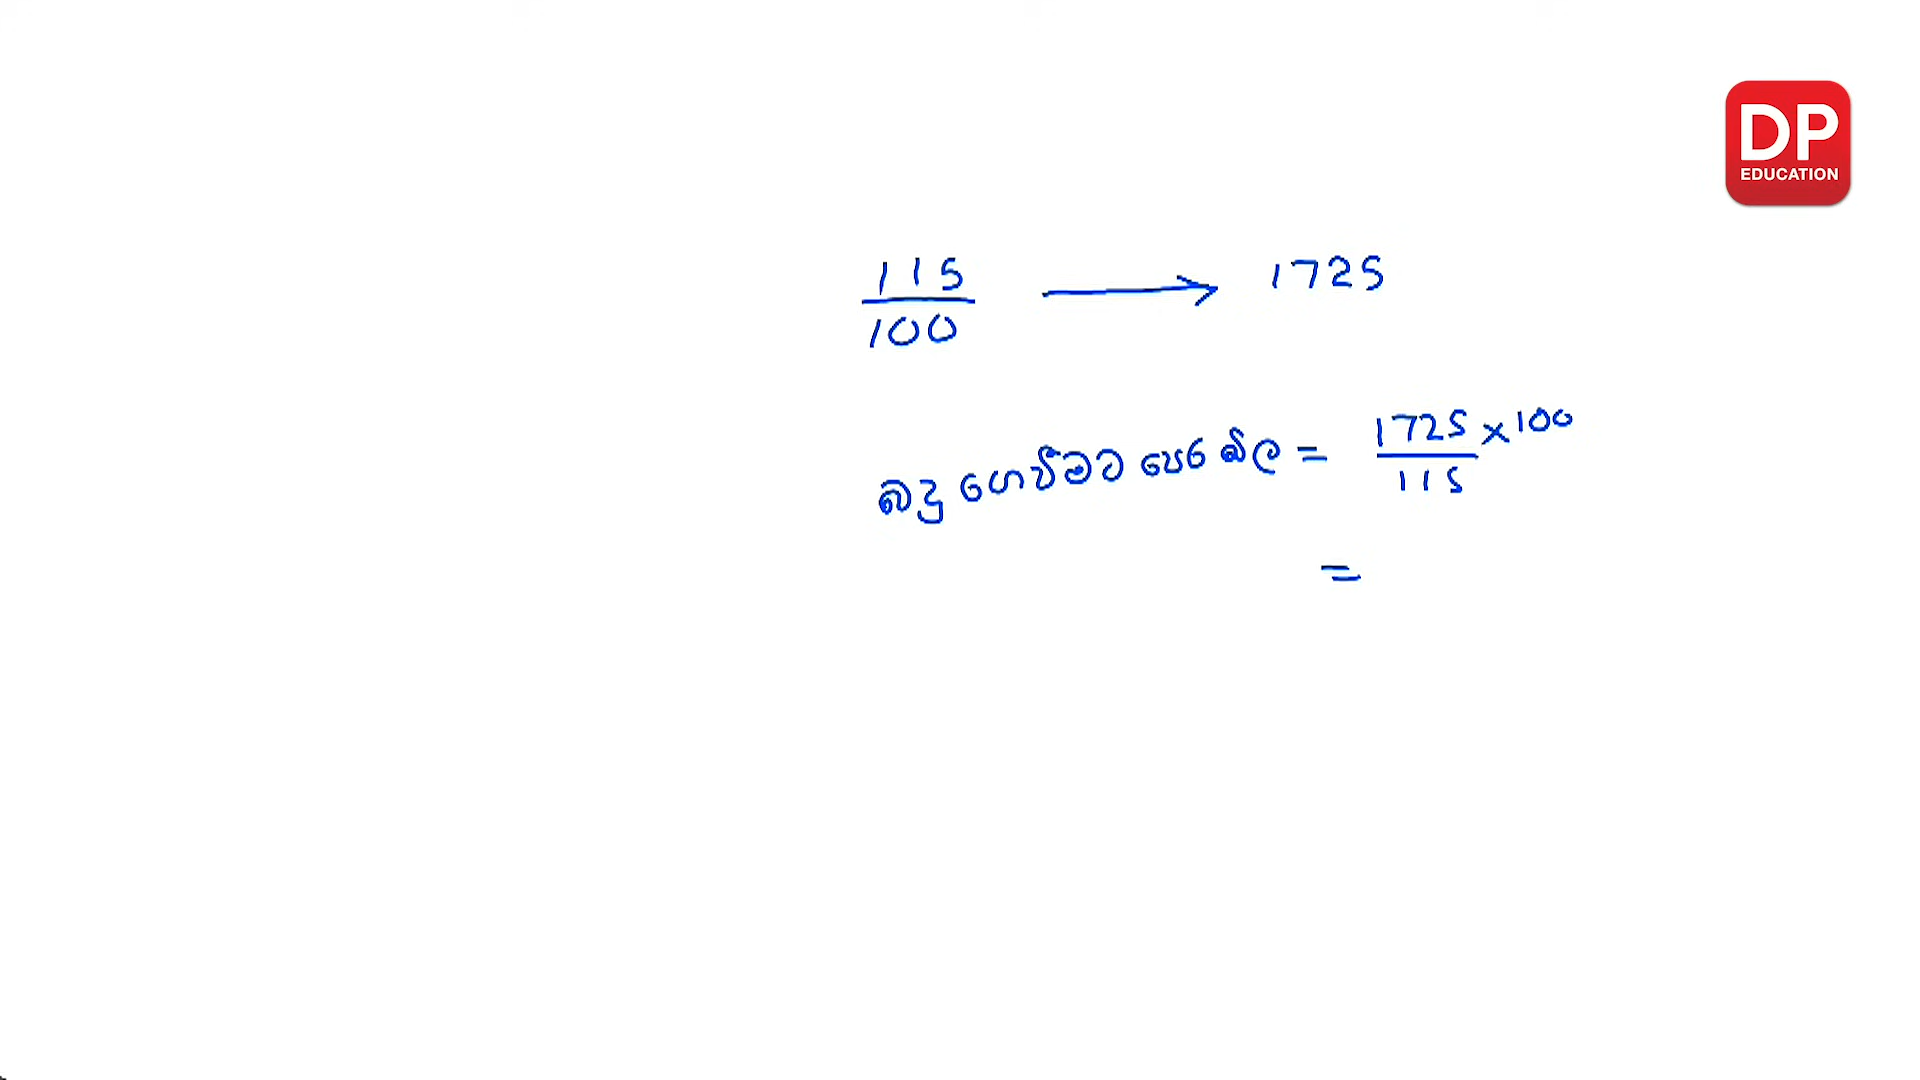 DP
EDUCATION
115/100 → 1725
බදු ගෙවීමට පෙර බිල = 1725/115 × 100
=